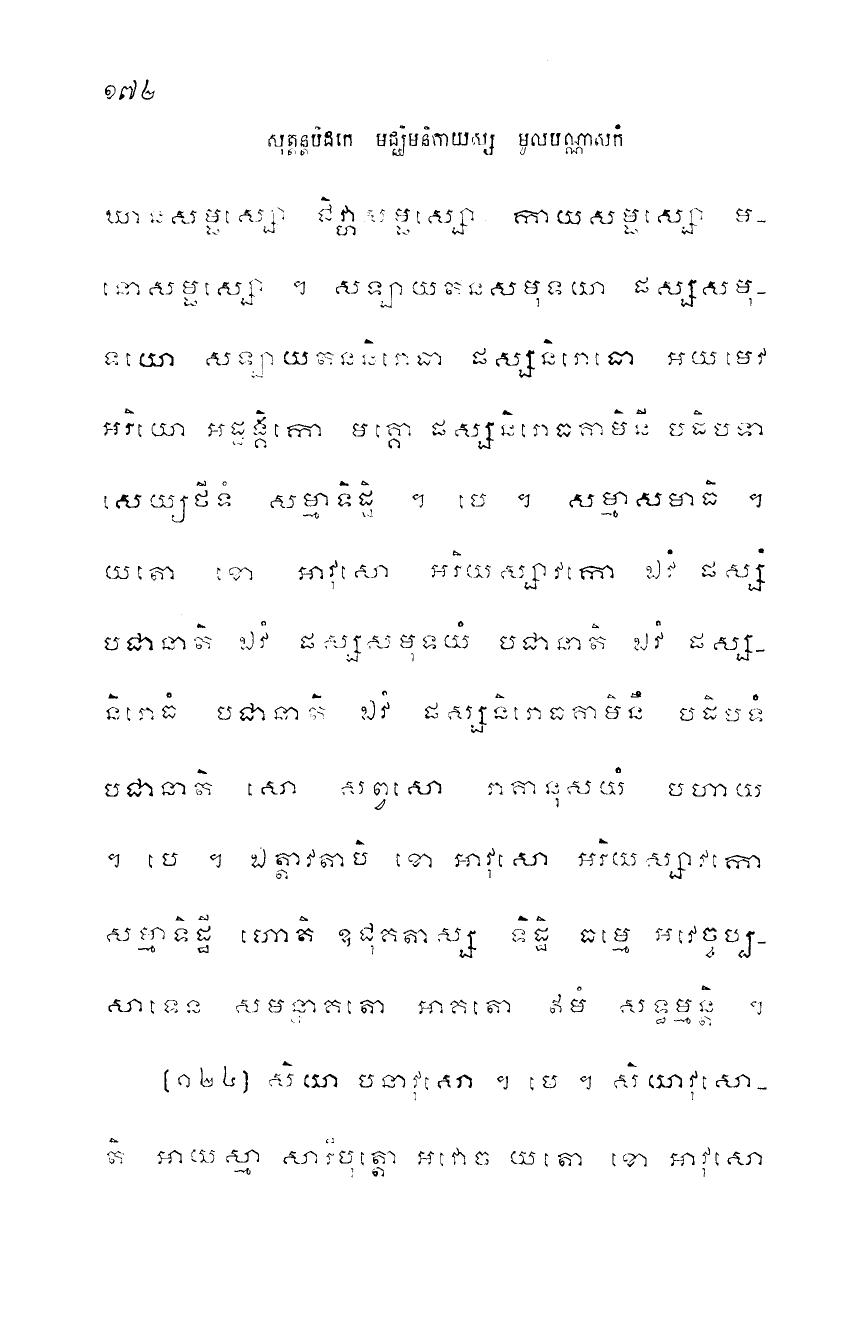 ១៧៤
សុត្តន្តបិដកេ មជ្ឈិមនិកាយស្ស មូលបណ្ណាសកំ
ឃានសម្ផស្សោ ជិវ្ហាសម្ផស្សោ កាយសម្ផស្សោ ម-
នោសម្ផស្សោ ។ សឡាយតនសមុទយា ផស្សសមុ-
ទយោ សឡាយតននិរោធា ផស្សនិរោធោ អយមេវ
អរិយោ អដ្ឋង្គិកោ មគ្គោ ផស្សនិរោធគាមិនី បដិបទា
សេយ្យថីទំ សម្មាទិដ្ឋិ ។ បេ ។ សម្មាសមាធិ ។
យតោ ខោ អាវុសោ អរិយស្សាវកោ ឯវំ ផស្សំ
បជានាតិ ឯវំ ផស្សសមុទយំ បជានាតិ ឯវំ ផស្ស-
និរោធំ បជានាតិ ឯវំ ផស្សនិរោធគាមិនឹ បដិបទំ
បជានាតិ សោ សព្វសោ រាគានុសយំ បហាយ
។ បេ ។ ឯត្តាវតាបិ ខោ អាវុសោ អរិយស្សាវកោ
សម្មាទិដ្ឋី ហោតិ ឧជុគតាស្ស ទិដ្ឋិ ធម្មេ អវេច្ចប្ប-
សាទេន សមន្នាគតោ អាគតោ ឥមំ សទ្ធម្មន្តិ ។
[១២៤] សិយា បនាវុសោ ។ បេ ។ សិយាវុសោ-
តិ អាយស្មា សារីបុត្តោ អវោច យតោ ខោ អាវុសោ